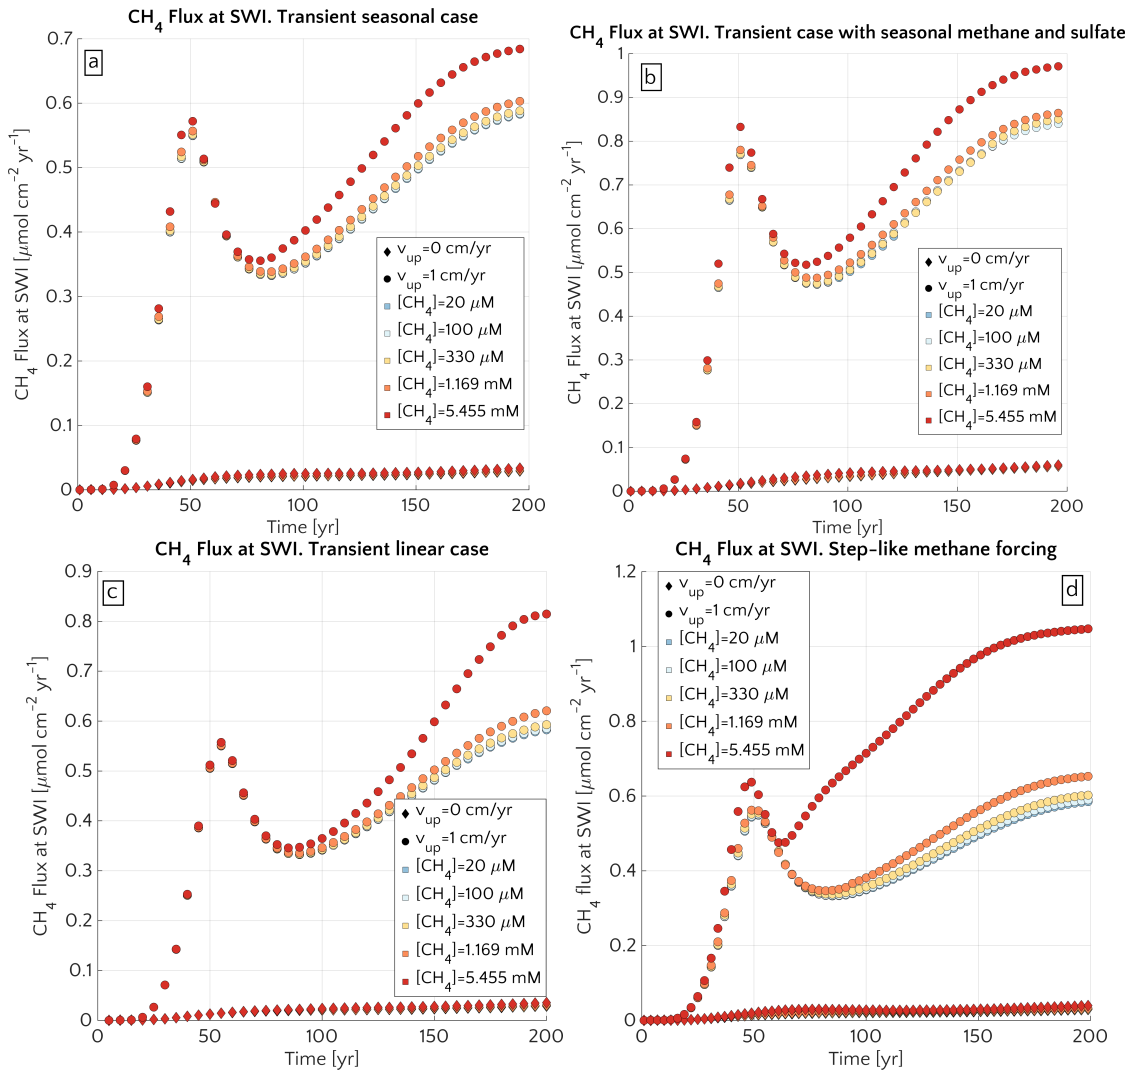 CH4 Flux at SWI. Transient seasonal case
a
CH4 Flux at SWI [μmol cm−2 yr−1]
0.7
0.6
0.5
0.4
0.3
0.2
0.1
0
0 50 100 150 200
Time [yr]
vup=0 cm/yr
vup=1 cm/yr
[CH4]=20 μM
[CH4]=100 μM
[CH4]=330 μM
[CH4]=1.169 mM
[CH4]=5.455 mM
CH4 Flux at SWI. Transient case with seasonal methane and sulfate
b
CH4 Flux at SWI [μmol cm−2 yr−1]
1
0.9
0.8
0.7
0.6
0.5
0.4
0.3
0.2
0.1
0
0 50 100 150 200
Time [yr]
vup=0 cm/yr
vup=1 cm/yr
[CH4]=20 μM
[CH4]=100 μM
[CH4]=330 μM
[CH4]=1.169 mM
[CH4]=5.455 mM
CH4 Flux at SWI. Transient linear case
c
CH4 Flux at SWI [μmol cm−2 yr−1]
0.9
0.8
0.7
0.6
0.5
0.4
0.3
0.2
0.1
0
0 50 100 150 200
Time [yr]
vup=0 cm/yr
vup=1 cm/yr
[CH4]=20 μM
[CH4]=100 μM
[CH4]=330 μM
[CH4]=1.169 mM
[CH4]=5.455 mM
CH4 Flux at SWI. Step-like methane forcing
d
CH4 flux at SWI [μmol cm−2 yr−1]
1.2
1
0.8
0.6
0.4
0.2
0
0 50 100 150 200
Time [yr]
vup=0 cm/yr
vup=1 cm/yr
[CH4]=20 μM
[CH4]=100 μM
[CH4]=330 μM
[CH4]=1.169 mM
[CH4]=5.455 mM